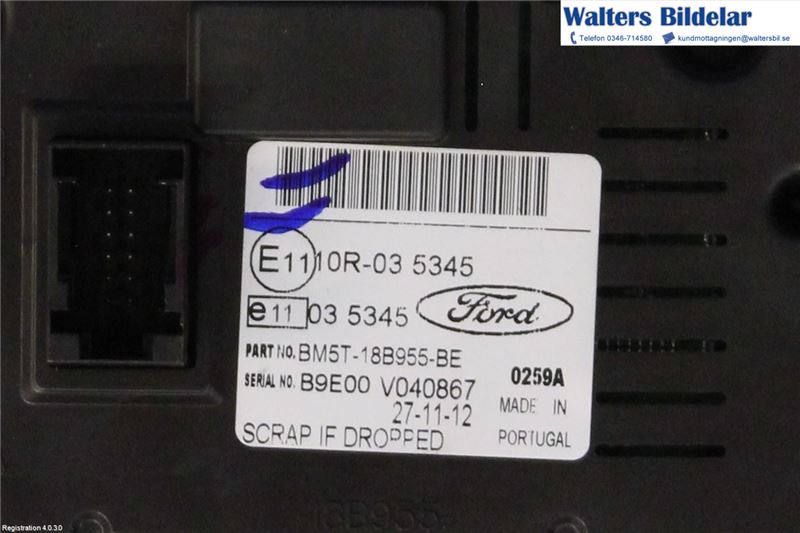 Walters Bildelar
Telefon 0346-714580 kundmottagningen@waltersbil.se
E11 10R-03 5345
e11 03 5345 Ford
PART NO. BM5T-18B955-BE
SERIAL NO. B9E00 V040867 0259A
27-11-12 MADE IN
SCRAP IF DROPPED PORTUGAL
18B955
Registration 4.0.3.0